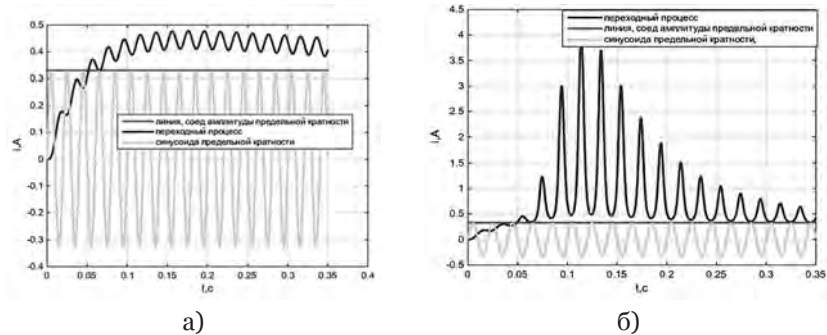 0.5
0.4
0.3
0.2
0.1
0
-0.1
-0.2
-0.3
-0.4
i,A
линия, соед амплитуды предельной кратности
переходный процесс
синусоида предельной кратности
0 0.05 0.1 0.15 0.2 0.25 0.3 0.35 0.4
t,c
а)
4.5
4
3.5
3
2.5
2
1.5
1
0.5
0
-0.5
i,A
переходный процесс
линия, соед амплитуды предельной кратности
синусоида предельной кратности,
0 0.05 0.1 0.15 0.2 0.25 0.3 0.35
t,c
б)